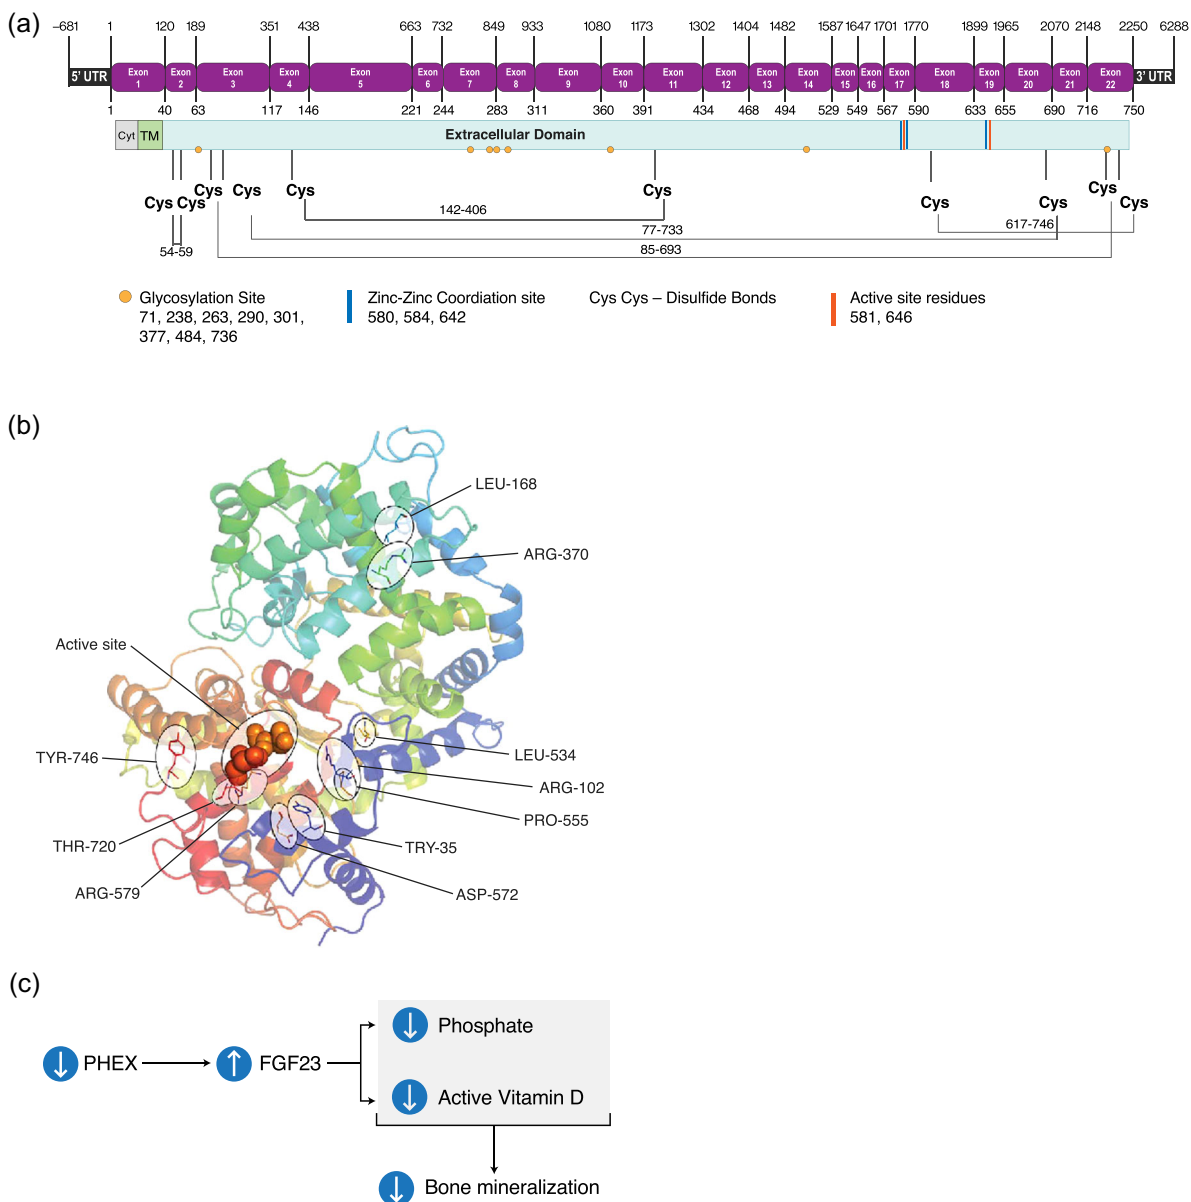 (a)
–681 1 120 189 351 438 663 732 849 933 1080 1173 1302 1404 1482 1587 1647 1701 1770 1899 1965 2070 2148 2250 6288
5' UTR Exon 1 Exon 2 Exon 3 Exon 4 Exon 5 Exon 6 Exon 7 Exon 8 Exon 9 Exon 10 Exon 11 Exon 12 Exon 13 Exon 14 Exon 15 Exon 16 Exon 17 Exon 18 Exon 19 Exon 20 Exon 21 Exon 22 3' UTR
1 40 63 117 146 221 244 283 311 360 391 434 468 494 529 549 567 590 633 655 690 716 750
Cyt TM Extracellular Domain
Cys Cys Cys Cys Cys Cys Cys Cys Cys Cys
142-406
617-746
77-733
54-59
85-693
Glycosylation Site
71, 238, 263, 290, 301,
377, 484, 736
Zinc-Zinc Coordiation site
580, 584, 642
Cys Cys – Disulfide Bonds
Active site residues
581, 646
(b)
LEU-168
ARG-370
Active site
TYR-746
LEU-534
ARG-102
PRO-555
THR-720
TRY-35
ARG-579
ASP-572
(c)
↓ PHEX → ↑ FGF23
↓ Phosphate
↓ Active Vitamin D
↓ Bone mineralization